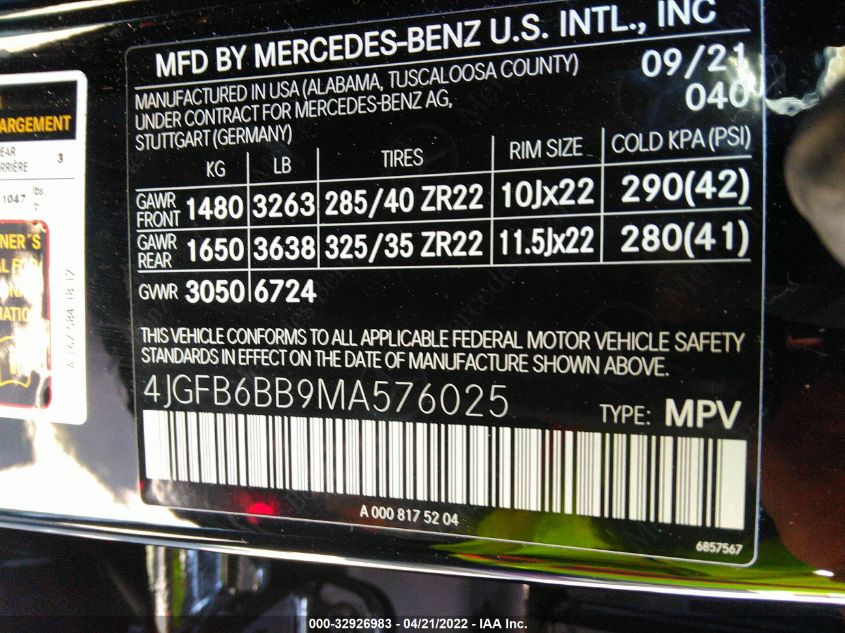 MFD BY MERCEDES-BENZ U.S. INTL., INC
MANUFACTURED IN USA (ALABAMA, TUSCALOOSA COUNTY) 09/21
UNDER CONTRACT FOR MERCEDES-BENZ AG, 040
STUTTGART (GERMANY)
KG LB TIRES RIM SIZE COLD KPA (PSI)
GAWR FRONT 1480 3263 285/40 ZR22 10Jx22 290(42)
GAWR REAR 1650 3638 325/35 ZR22 11.5Jx22 280(41)
GVWR 3050 6724
THIS VEHICLE CONFORMS TO ALL APPLICABLE FEDERAL MOTOR VEHICLE SAFETY
STANDARDS IN EFFECT ON THE DATE OF MANUFACTURE SHOWN ABOVE.
4JGFB6BB9MA576025 TYPE: MPV
A 000 817 52 04
6857567
ARGEMENT
EAR
RRIÈRE 3
1047 lbs.
NER´S
000-32926983 - 04/21/2022 - IAA Inc.